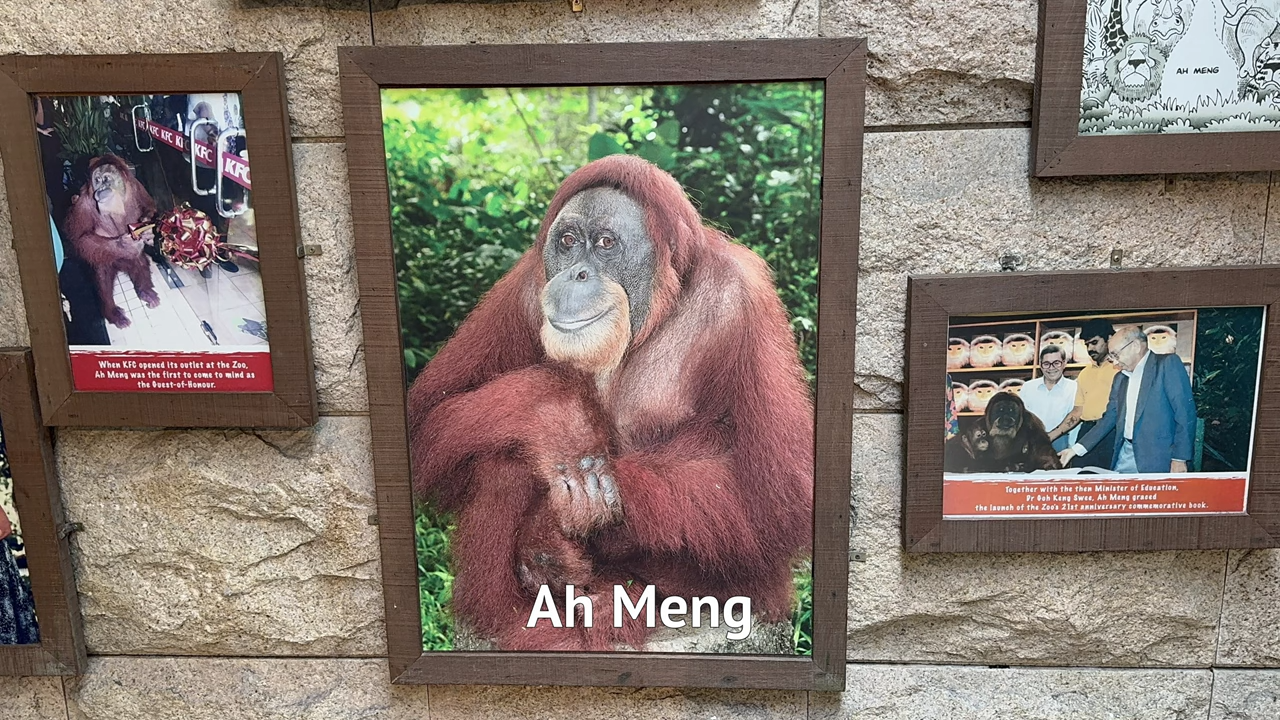 KFC KFC KFC KFC
When KFC opened its outlet at the Zoo,
Ah Meng was the first to come to mind as
the Guest-of-Honour.
Ah Meng
AH MENG
Together with the then Minister of Education,
Dr Goh Keng Swee, Ah Meng graced
the launch of the Zoo's 21st anniversary commemorative book.